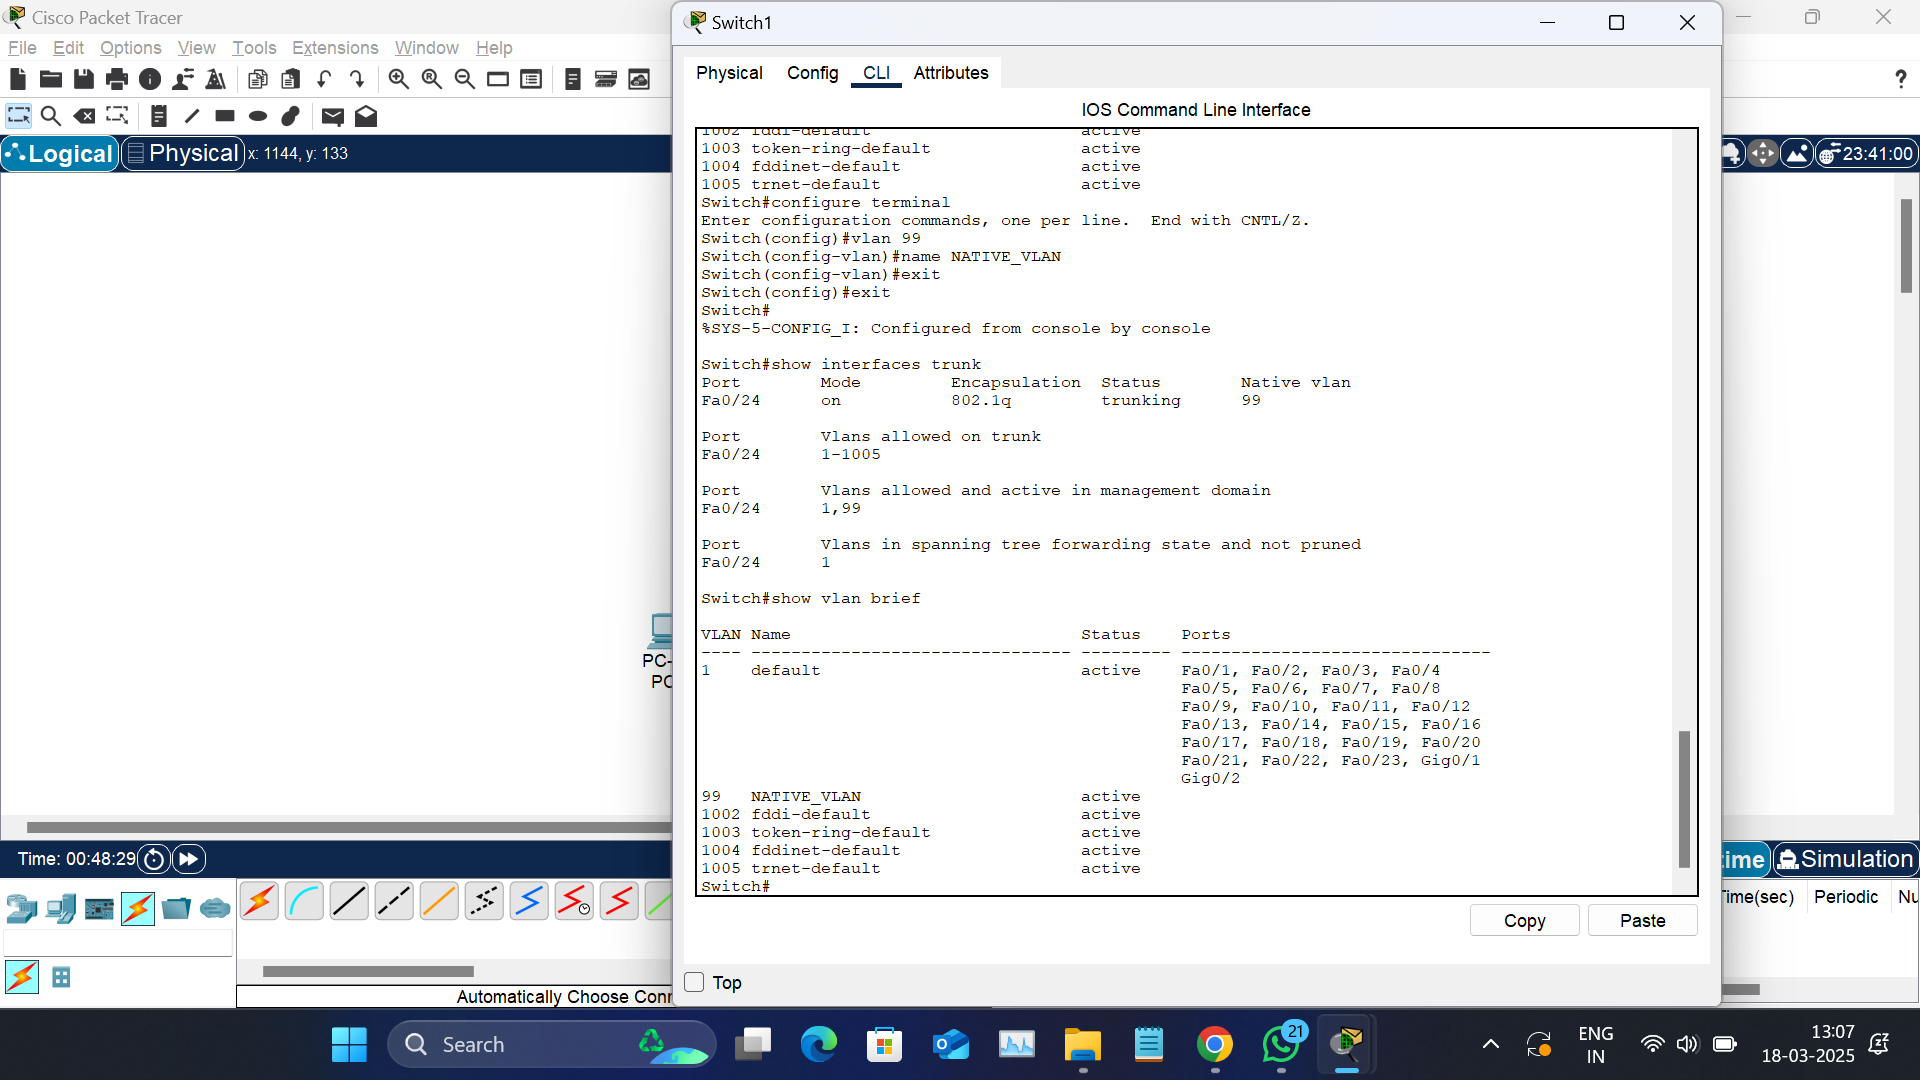 Cisco Packet Tracer
File Edit Options View Tools Extensions Window Help
Logical Physical x: 1144, y: 133
PC-
PC
Time: 00:48:29
Automatically Choose Conn
Switch1
Physical Config CLI Attributes
IOS Command Line Interface
1002 fddi-default active
1003 token-ring-default active
1004 fddinet-default active
1005 trnet-default active
Switch#configure terminal
Enter configuration commands, one per line. End with CNTL/Z.
Switch(config)#vlan 99
Switch(config-vlan)#name NATIVE_VLAN
Switch(config-vlan)#exit
Switch(config)#exit
Switch#
%SYS-5-CONFIG_I: Configured from console by console
Switch#show interfaces trunk
Port Mode Encapsulation Status Native vlan
Fa0/24 on 802.1q trunking 99
Port Vlans allowed on trunk
Fa0/24 1-1005
Port Vlans allowed and active in management domain
Fa0/24 1,99
Port Vlans in spanning tree forwarding state and not pruned
Fa0/24 1
Switch#show vlan brief
VLAN Name Status Ports
---- -------------------------------- --------- -------------------------------
1 default active Fa0/1, Fa0/2, Fa0/3, Fa0/4
Fa0/5, Fa0/6, Fa0/7, Fa0/8
Fa0/9, Fa0/10, Fa0/11, Fa0/12
Fa0/13, Fa0/14, Fa0/15, Fa0/16
Fa0/17, Fa0/18, Fa0/19, Fa0/20
Fa0/21, Fa0/22, Fa0/23, Gig0/1
Gig0/2
99 NATIVE_VLAN active
1002 fddi-default active
1003 token-ring-default active
1004 fddinet-default active
1005 trnet-default active
Switch#
Copy Paste
Top
?
23:41:00
ime Simulation
Time(sec) Periodic Nu
Search
21
ENG
IN
13:07
18-03-2025